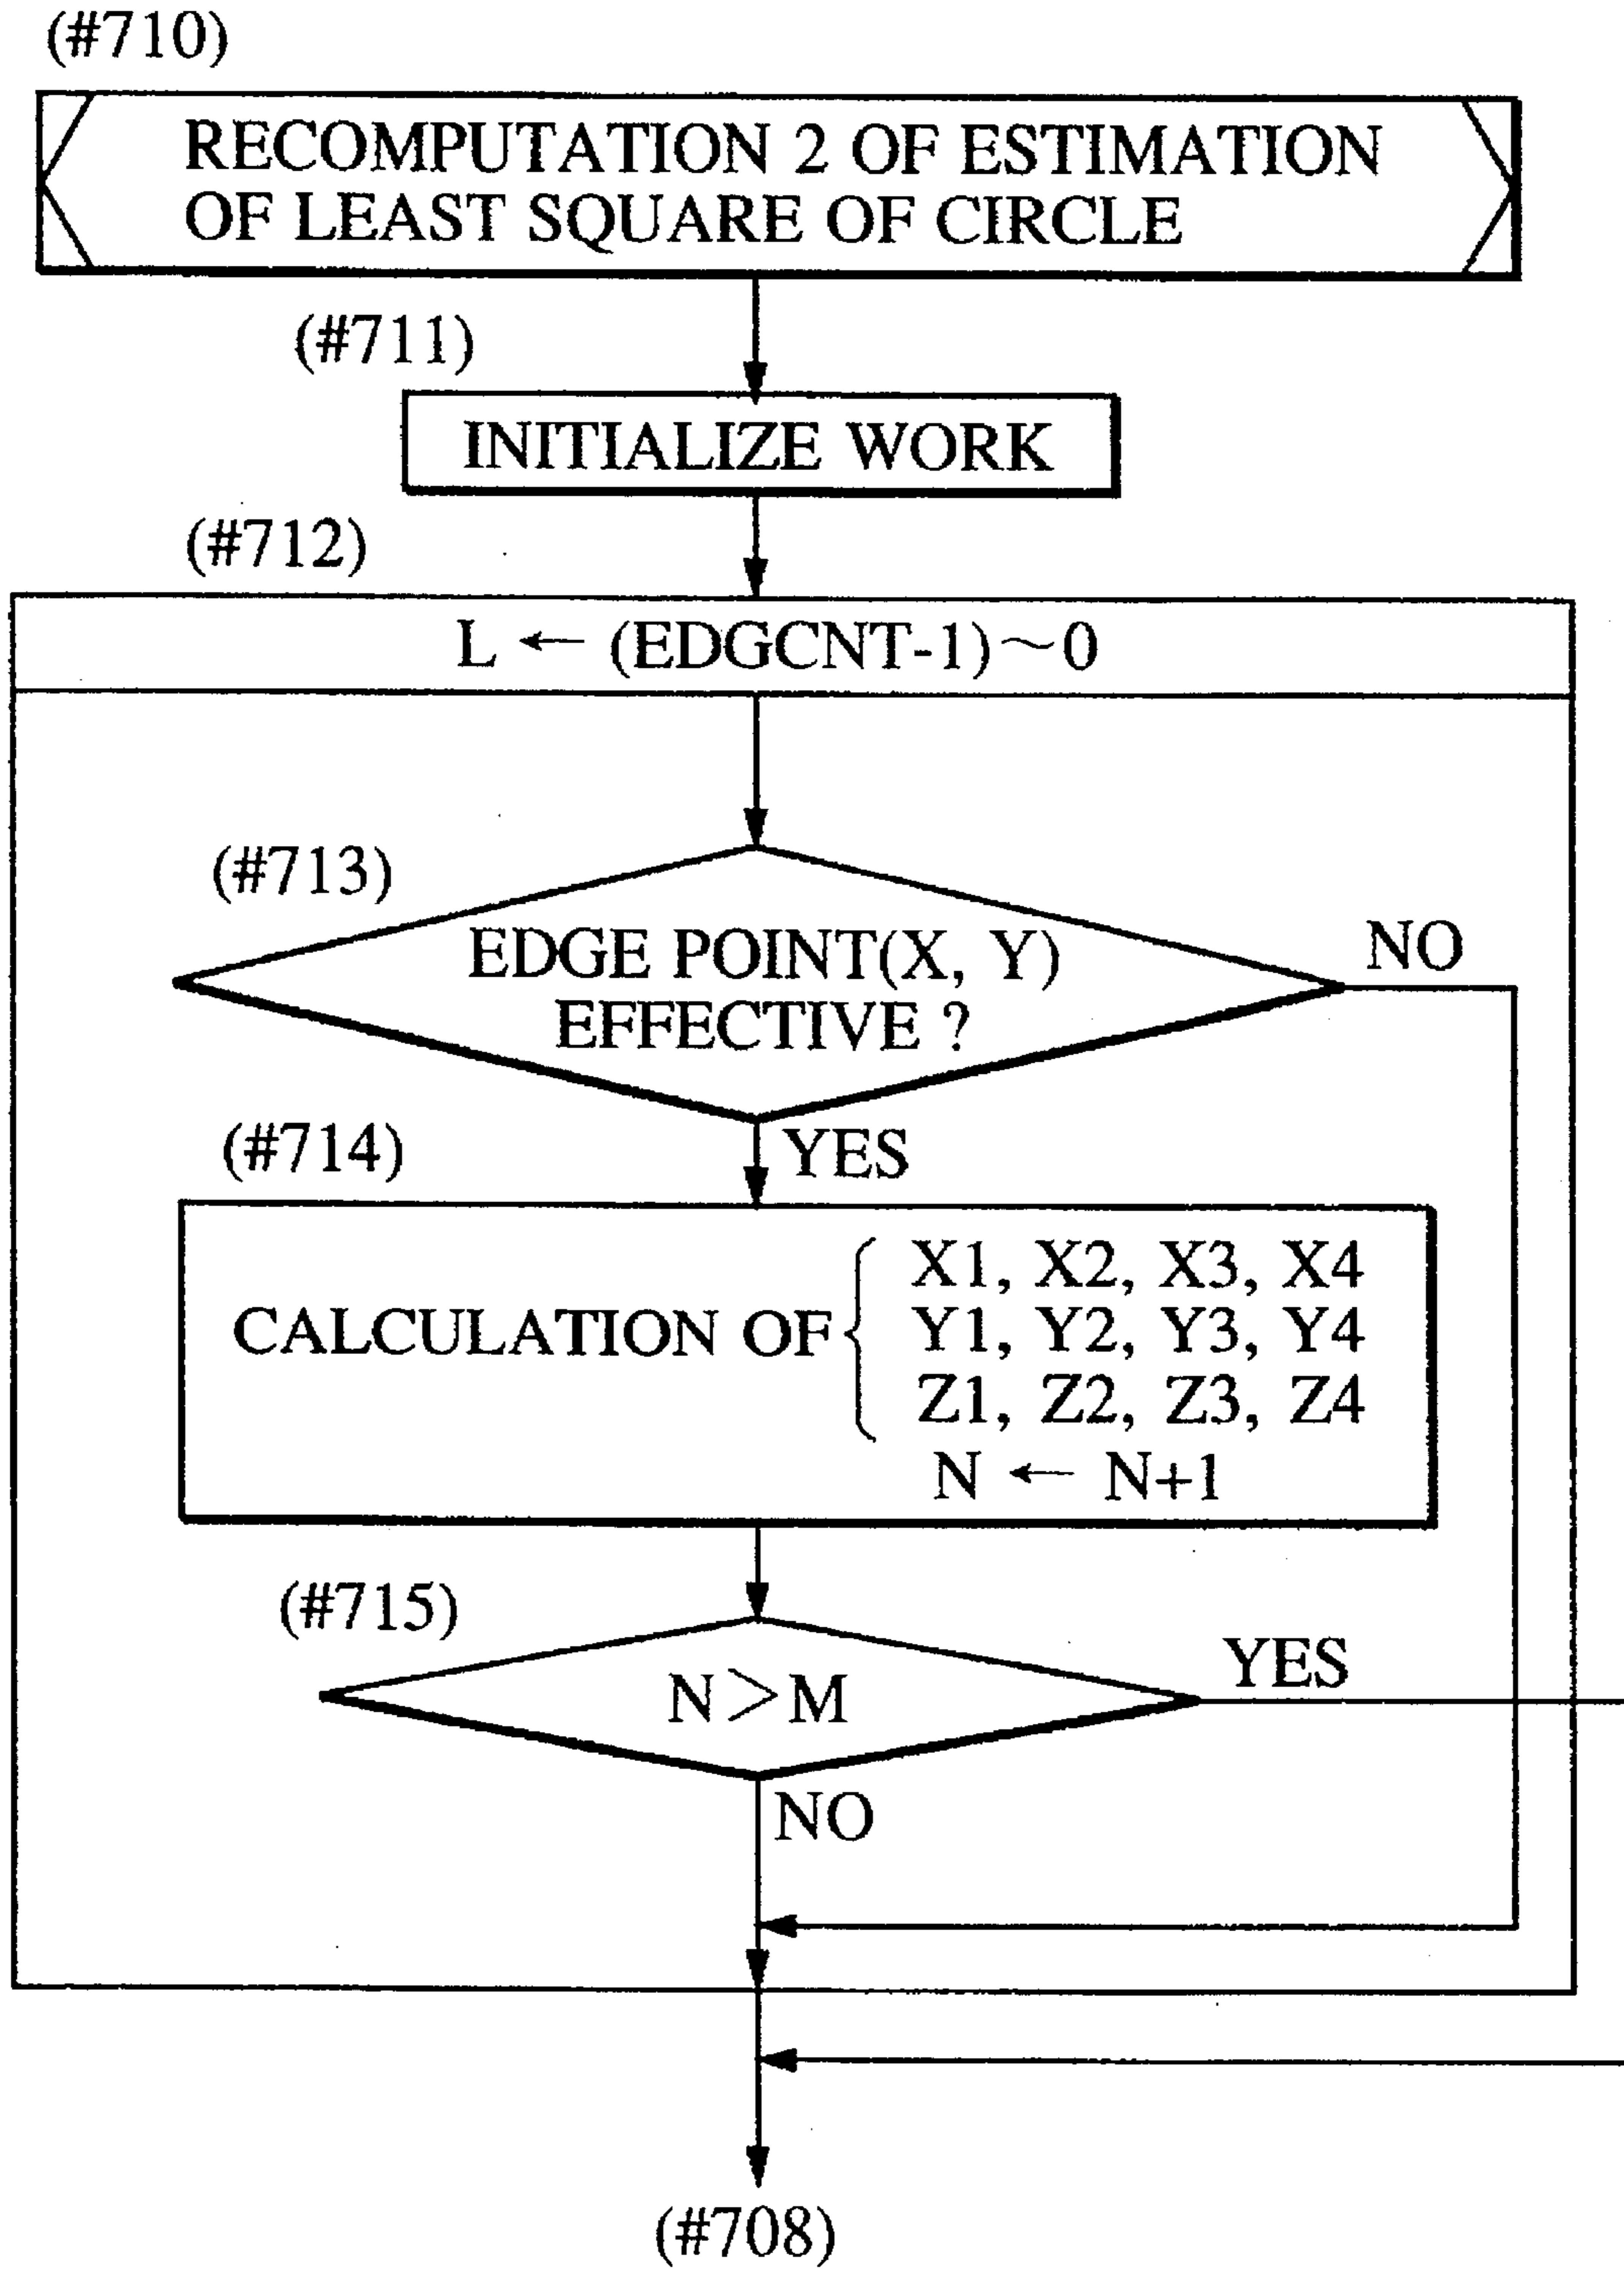 (#710)
RECOMPUTATION 2 OF ESTIMATION
OF LEAST SQUARE OF CIRCLE
(#711)
INITIALIZE WORK
(#712)
L ← (EDGCNT-1)~0
(#713)
EDGE POINT(X, Y)
EFFECTIVE ?
NO
(#714)
YES
CALCULATION OF
X1, X2, X3, X4
Y1, Y2, Y3, Y4
Z1, Z2, Z3, Z4
N ← N+1
(#715)
N>M
YES
NO
(#708)